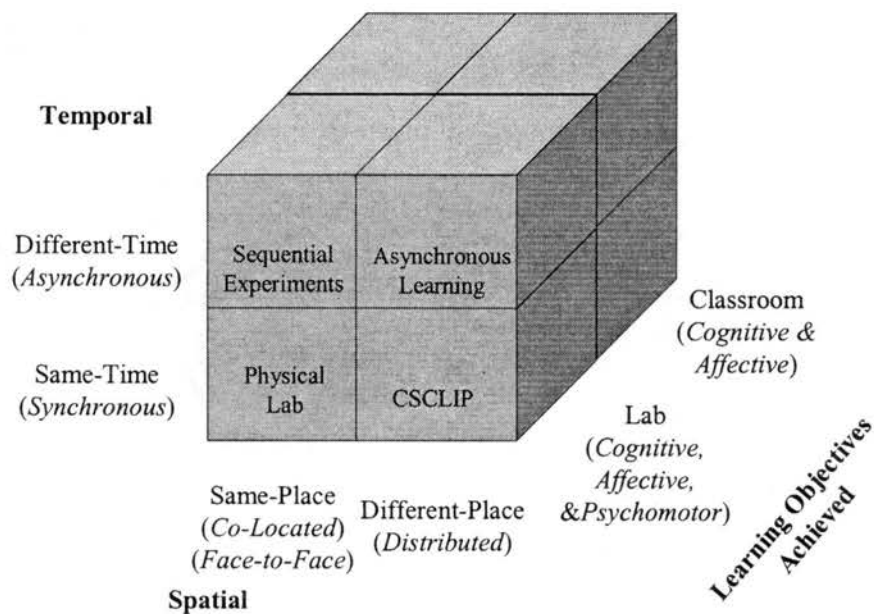 Temporal
Different-Time
(Asynchronous)
Sequential
Experiments
Asynchronous
Learning
Same-Time
(Synchronous)
Physical
Lab
CSCLIP
Classroom
(Cognitive &
Affective)
Lab
(Cognitive,
Affective,
&Psychomotor)
Same-Place
(Co-Located)
(Face-to-Face)
Different-Place
(Distributed)
Spatial
Learning Objectives
Achieved